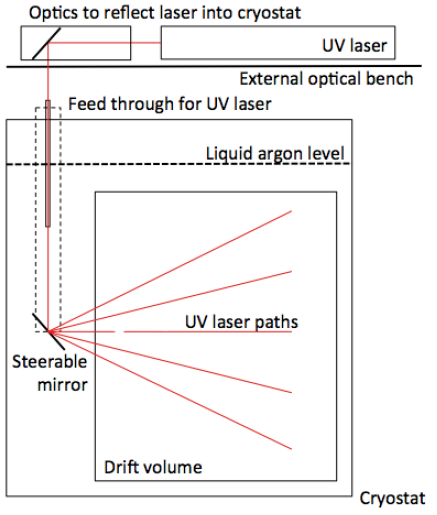 Optics to reflect laser into cryostat
UV laser
External optical bench
Feed through for UV laser
Liquid argon level
UV laser paths
Steerable
mirror
Drift volume
Cryostat